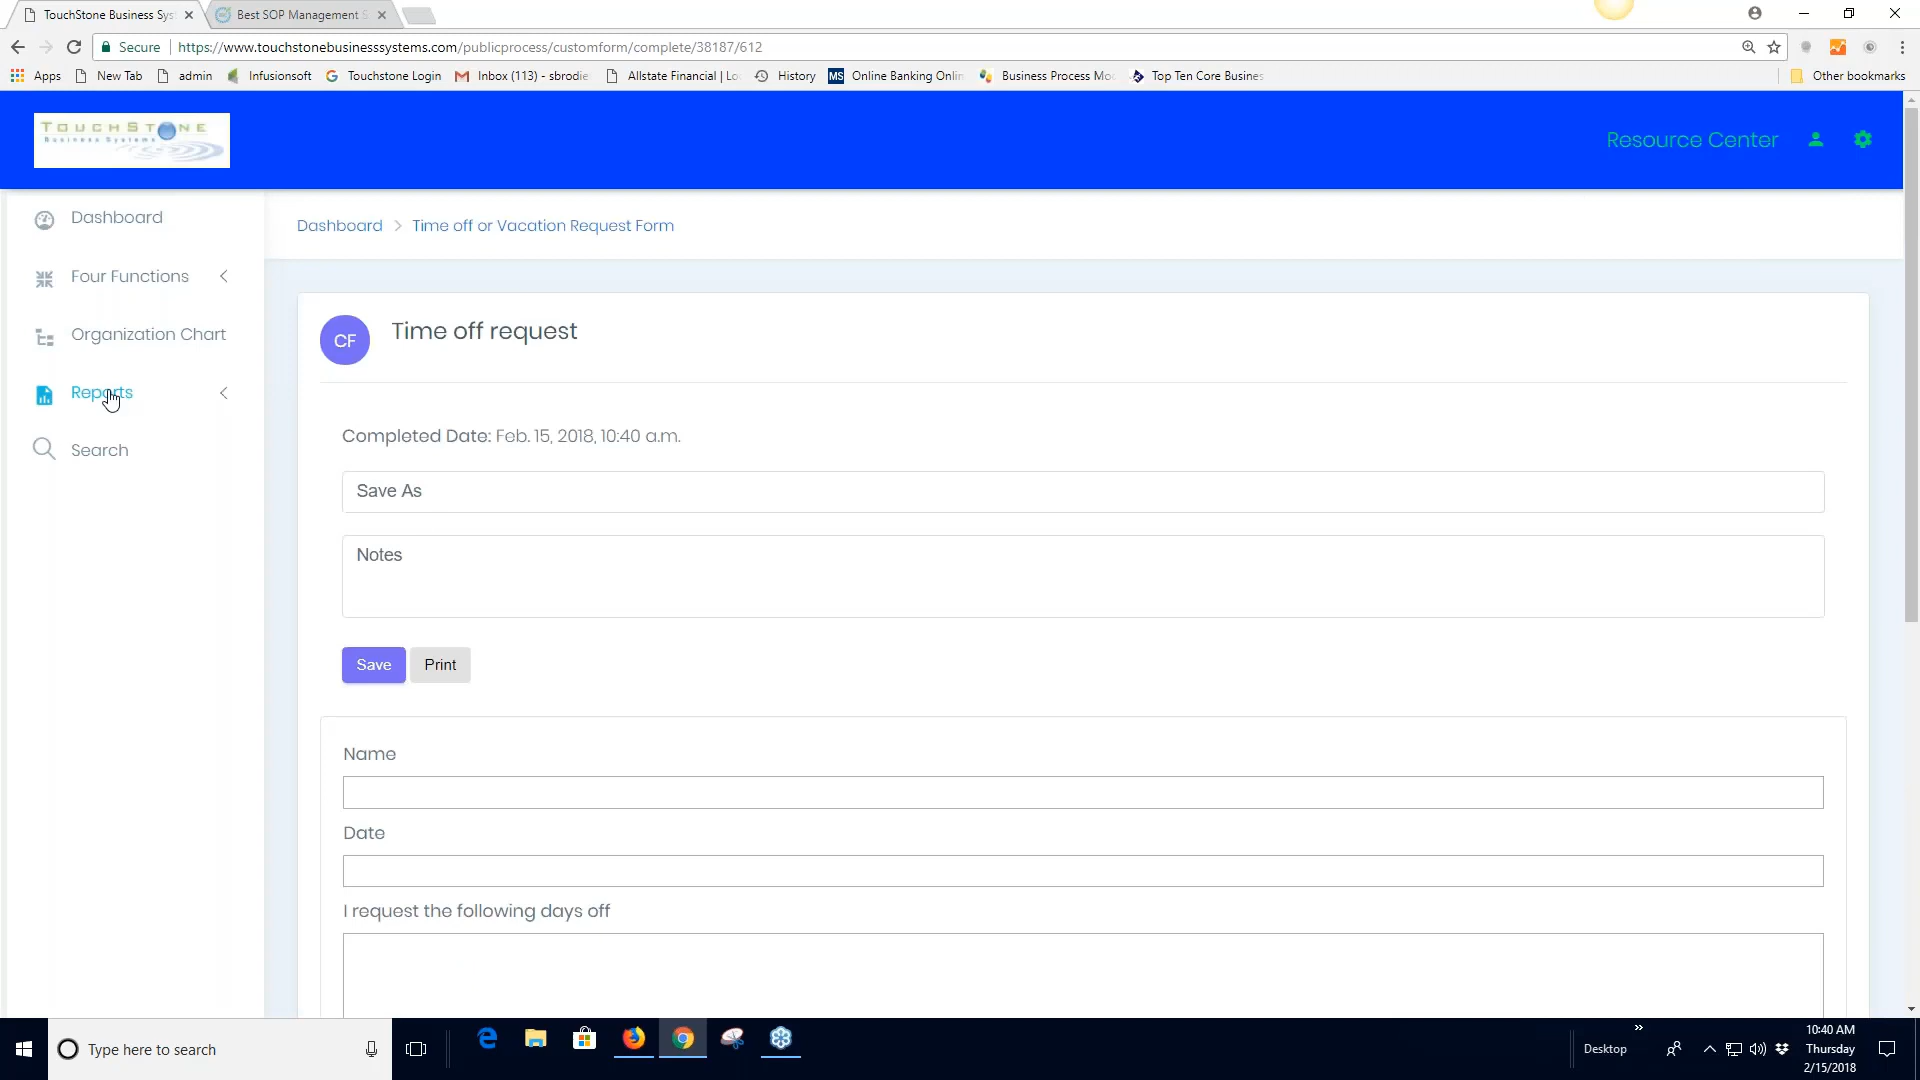 TouchStone Business Sys
Best SOP Management S
Secure
https://www.touchstonebusinesssystems.com/publicprocess/customform/complete/38187/612
Apps
New Tab
admin
Infusionsoft
Touchstone Login
Inbox (113) - sbrodie
Allstate Financial | Lo
History
MS
Online Banking Onlin
Business Process Mo
Top Ten Core Busines
Other bookmarks
TOUCHSTONE
Business Systems
Resource Center
Dashboard
Four Functions
Organization Chart
Reports
Search
Dashboard > Time off or Vacation Request Form
CF
Time off request
Completed Date: Feb. 15, 2018, 10:40 a.m.
Save As
Notes
Save
Print
Name
Date
I request the following days off
Type here to search
Desktop
10:40 AM
Thursday
2/15/2018